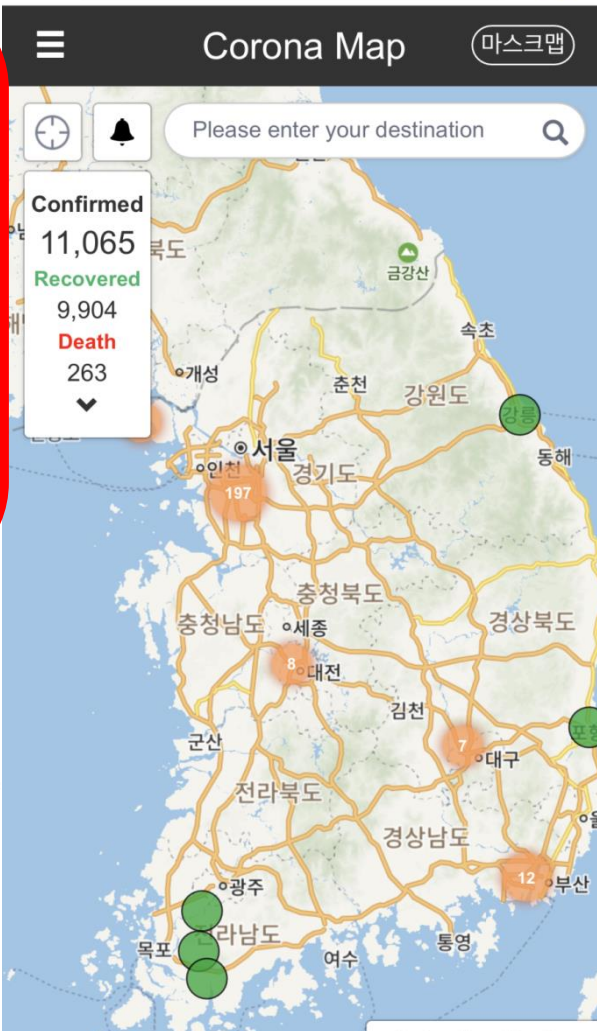 Corona Map
마스크맵
Please enter your destination
Confirmed
11,065
Recovered
9,904
Death
263
북도
금강산
속초
개성
춘천
강원도
강릉
서울
동해
인천
경기도
197
충청북도
충청남도
세종
경상북도
8
대전
김천
군산
7
대구
전라북도
경상남도
12
부산
광주
전라남도
목포
여수
통영